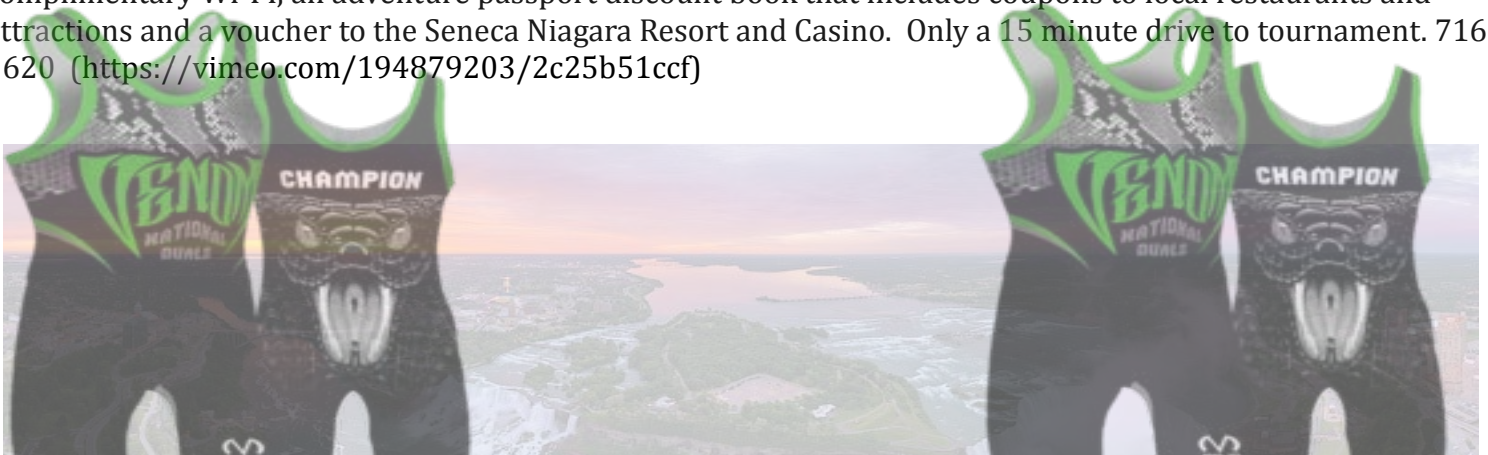 omplimentary Wi-Fi, an adventure passport discount book that includes coupons to local restaurants and
ttractions and a voucher to the Seneca Niagara Resort and Casino.  Only a 15 minute drive to tournament. 716
620  (https://vimeo.com/194879203/2c25b51ccf)
VENOM
NATIONAL
DUALS
CHAMPION
VENOM
NATIONAL
DUALS
CHAMPION